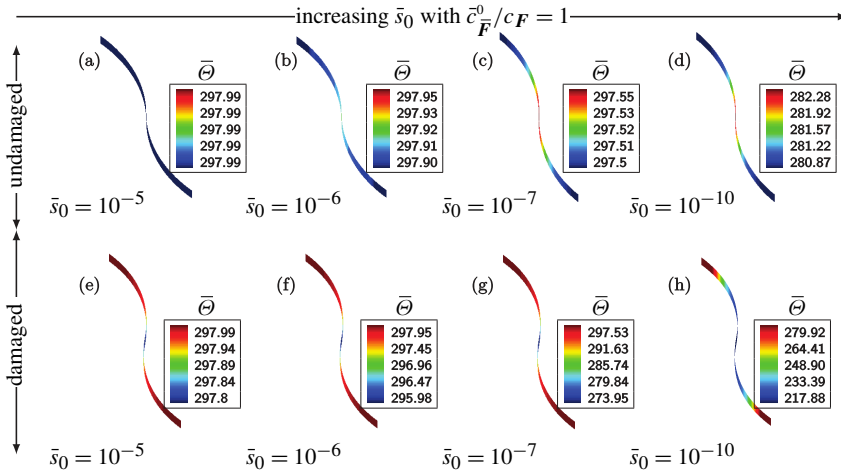 increasing s̄₀ with c̄⁰_F̄/c_F = 1
undamaged
(a)
Θ̄
297.99
297.99
297.99
297.99
297.99
s̄₀ = 10⁻⁵
(b)
Θ̄
297.95
297.93
297.92
297.91
297.90
s̄₀ = 10⁻⁶
(c)
Θ̄
297.55
297.53
297.52
297.51
297.5
s̄₀ = 10⁻⁷
(d)
Θ̄
282.28
281.92
281.57
281.22
280.87
s̄₀ = 10⁻¹⁰
damaged
(e)
Θ̄
297.99
297.94
297.89
297.84
297.8
s̄₀ = 10⁻⁵
(f)
Θ̄
297.95
297.45
296.96
296.47
295.98
s̄₀ = 10⁻⁶
(g)
Θ̄
297.53
291.63
285.74
279.84
273.95
s̄₀ = 10⁻⁷
(h)
Θ̄
279.92
264.41
248.90
233.39
217.88
s̄₀ = 10⁻¹⁰